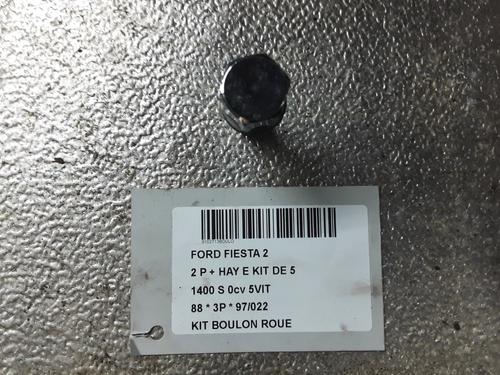 FORD FIESTA 2
2 P + HAY E KIT DE 5
1400 S 0cv 5VIT
88 * 3P * 97/022
KIT BOULON ROUE